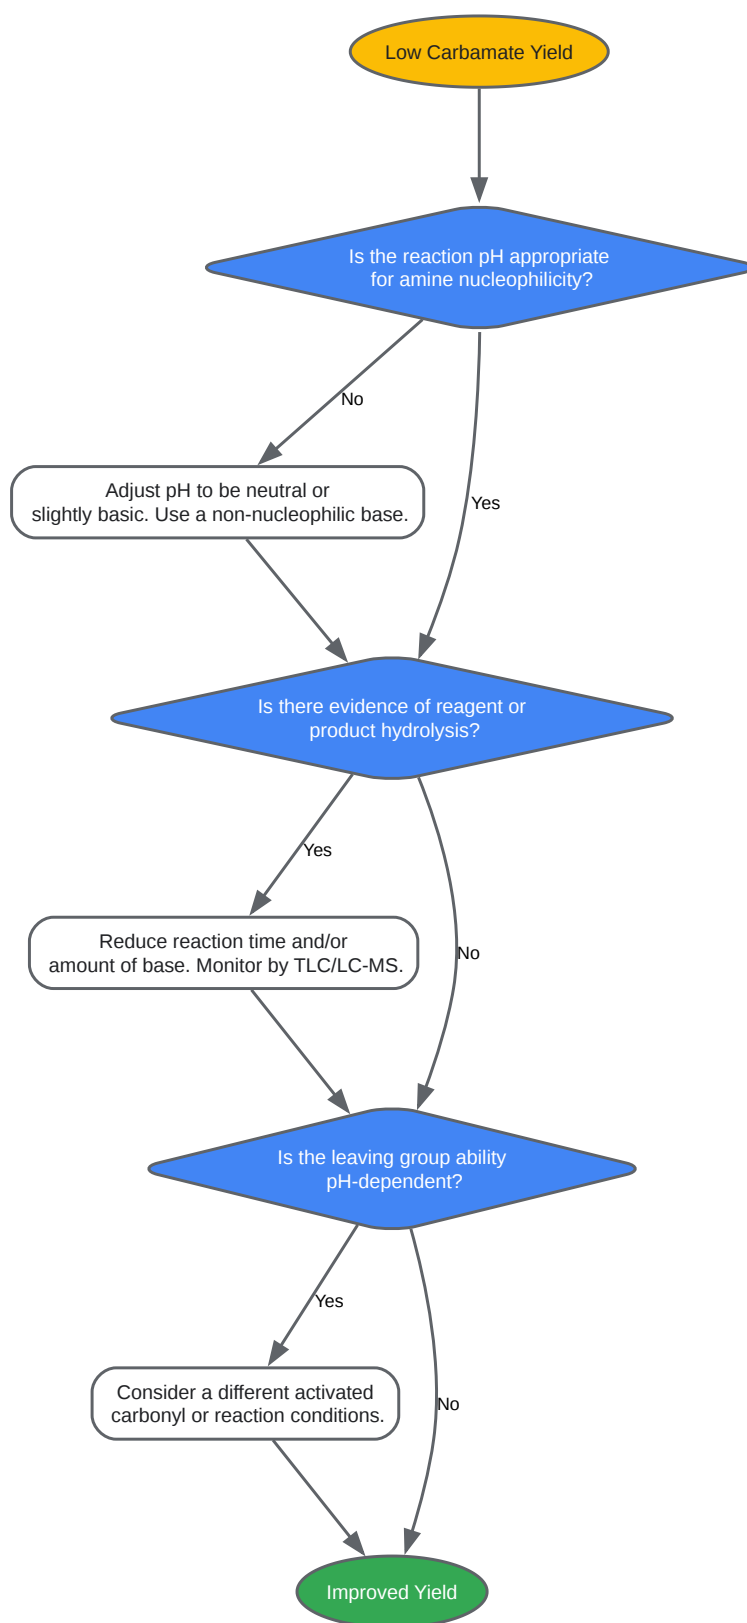 Low Carbamate Yield
Is the reaction pH appropriate
for amine nucleophilicity?
No
Adjust pH to be neutral or
slightly basic. Use a non-nucleophilic base.
Yes
Is there evidence of reagent or
product hydrolysis?
Yes
Reduce reaction time and/or
amount of base. Monitor by TLC/LC-MS.
No
Is the leaving group ability
pH-dependent?
Yes
Consider a different activated
carbonyl or reaction conditions.
No
Improved Yield